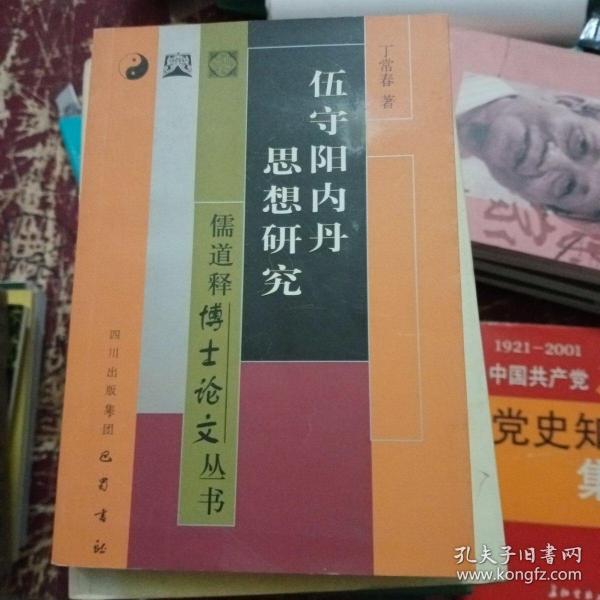 丁常春 著
伍守阳内丹
思想研究
儒道释博士论文丛书
四川出版集团 巴蜀书社
1921-2001
中国共产党
党史知
集
孔夫子旧书网
www.kongfz.com